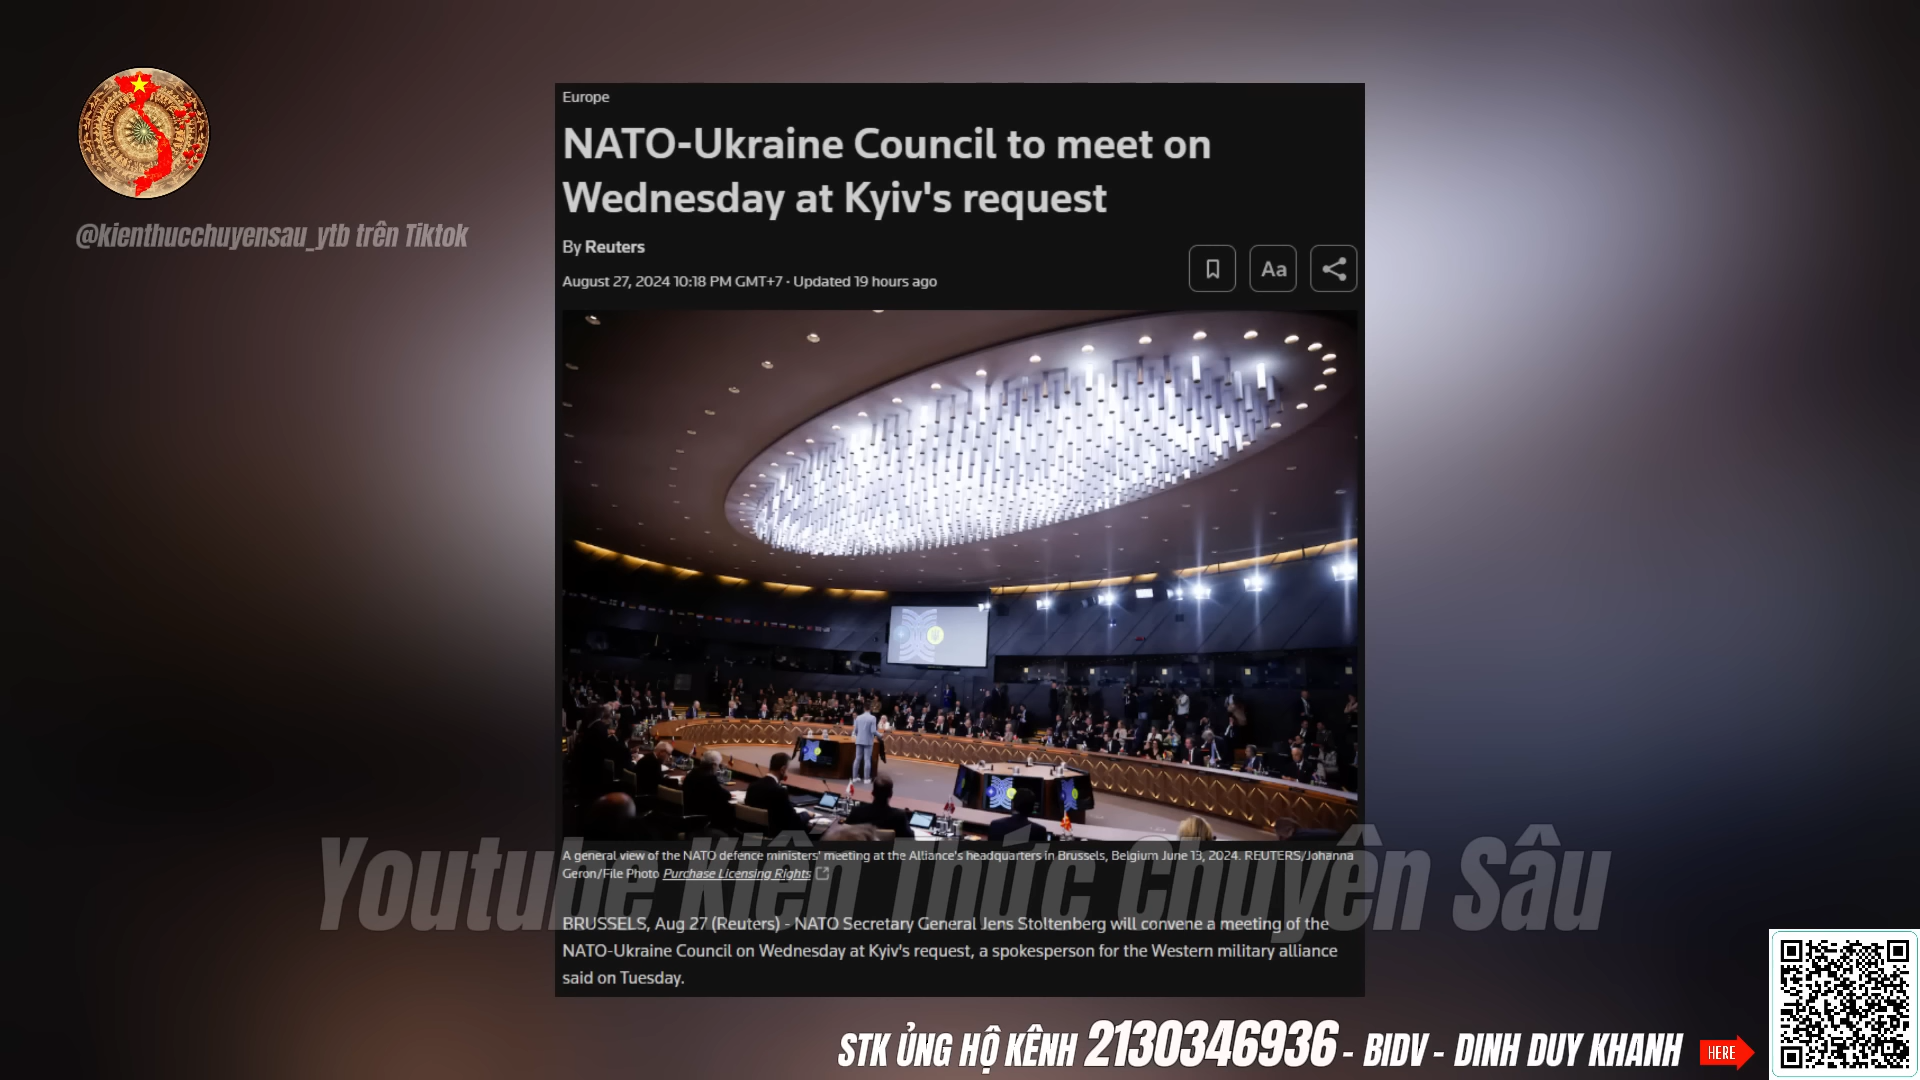 @kienthucchuyensau_ytb trên Tiktok
Europe
NATO-Ukraine Council to meet on
Wednesday at Kyiv's request
By Reuters
August 27, 2024 10:18 PM GMT+7 · Updated 19 hours ago
Aa
A general view of the NATO defence ministers' meeting at the Alliance's headquarters in Brussels, Belgium June 13, 2024. REUTERS/Johanna
Geron/File Photo Purchase Licensing Rights
Youtube Kiến Thức Chuyên Sâu
BRUSSELS, Aug 27 (Reuters) - NATO Secretary General Jens Stoltenberg will convene a meeting of the
NATO-Ukraine Council on Wednesday at Kyiv's request, a spokesperson for the Western military alliance
said on Tuesday.
STK ỦNG HỘ KÊNH 2130346936 - BIDV - DINH DUY KHANH
HERE